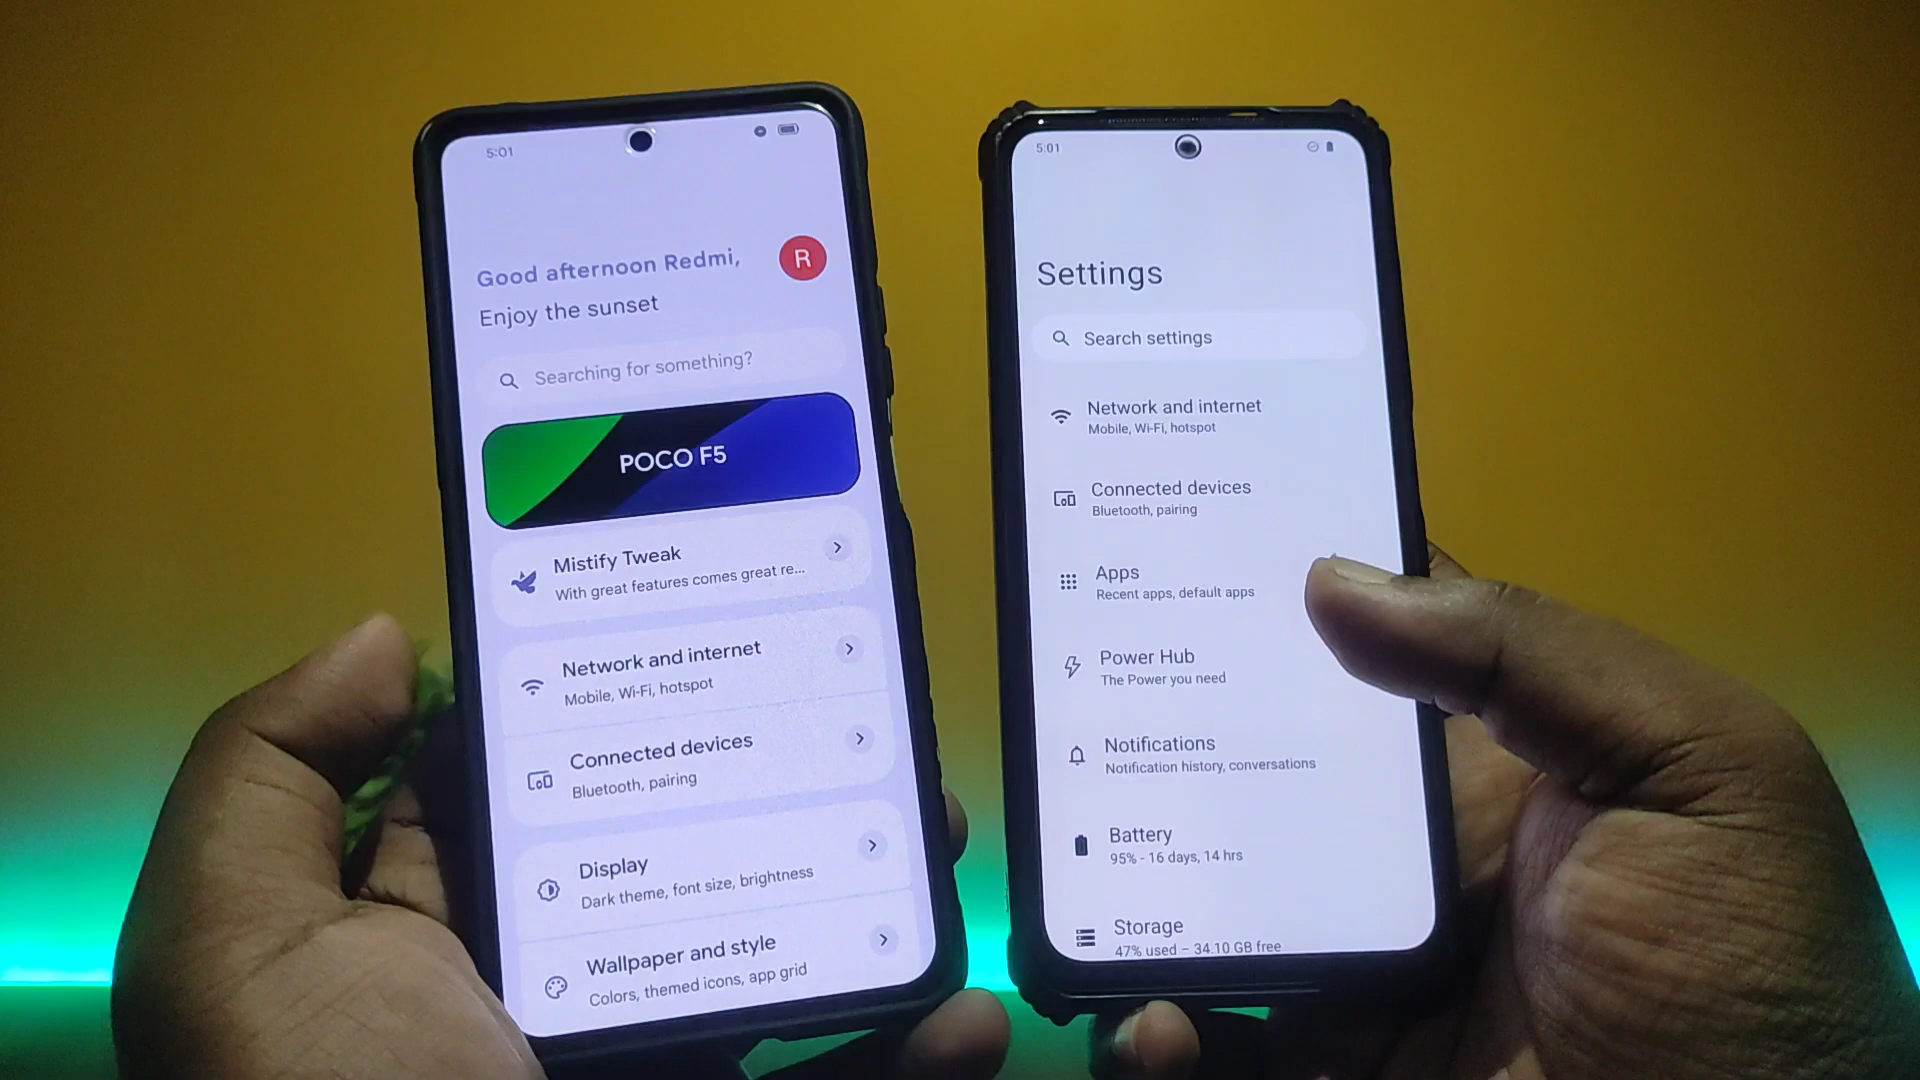 5:01
Good afternoon Redmi,
R
Enjoy the sunset
Searching for something?
POCO F5
Mistify Tweak
With great features comes great re...
Network and internet
Mobile, Wi-Fi, hotspot
Connected devices
Bluetooth, pairing
Display
Dark theme, font size, brightness
Wallpaper and style
Colors, themed icons, app grid
5:01
Settings
Search settings
Network and internet
Mobile, Wi-Fi, hotspot
Connected devices
Bluetooth, pairing
Apps
Recent apps, default apps
Power Hub
The Power you need
Notifications
Notification history, conversations
Battery
95% - 16 days, 14 hrs
Storage
47% used – 34.10 GB free